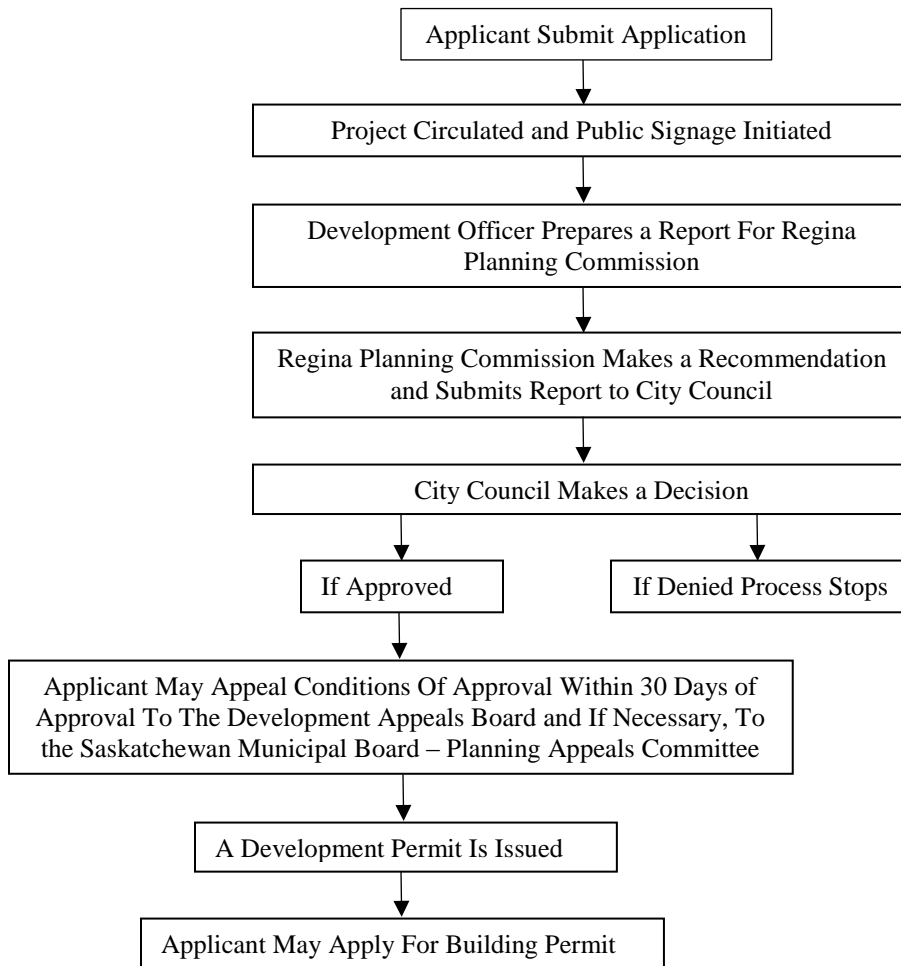 Applicant Submit Application
Project Circulated and Public Signage Initiated
Development Officer Prepares a Report For Regina
Planning Commission
Regina Planning Commission Makes a Recommendation
and Submits Report to City Council
City Council Makes a Decision
If Approved
If Denied Process Stops
Applicant May Appeal Conditions Of Approval Within 30 Days of
Approval To The Development Appeals Board and If Necessary, To
the Saskatchewan Municipal Board – Planning Appeals Committee
A Development Permit Is Issued
Applicant May Apply For Building Permit